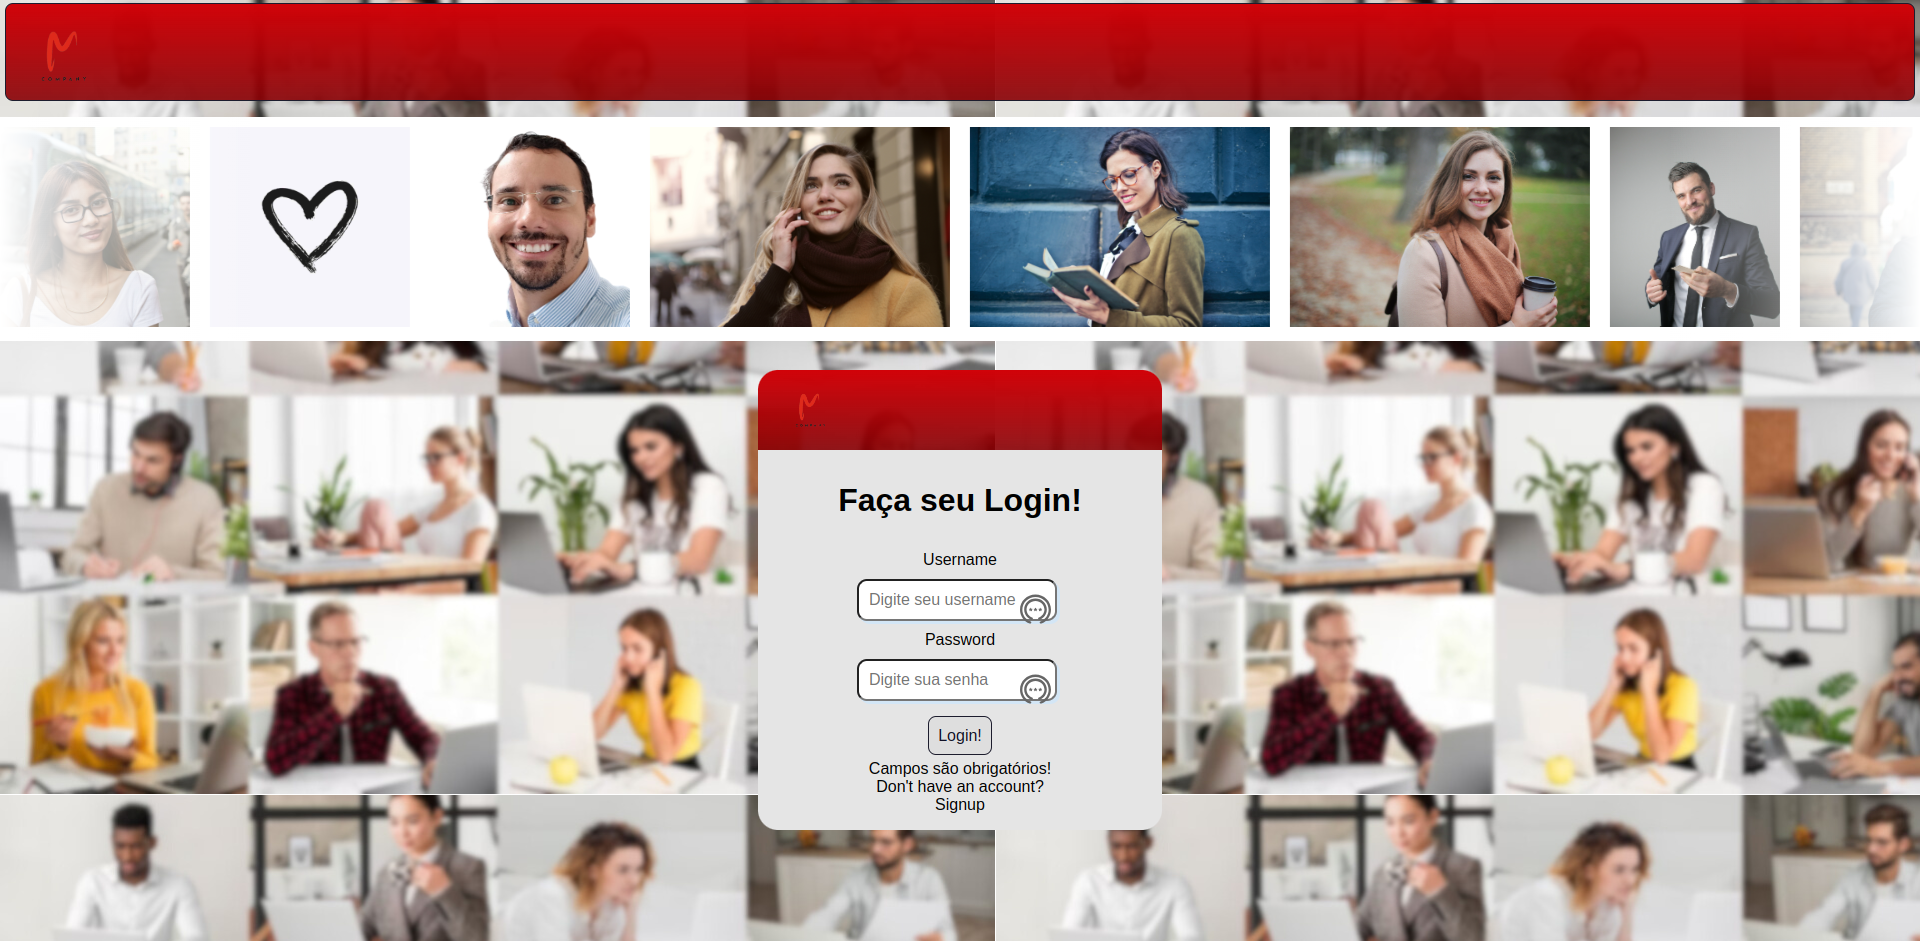 COMPANY
Faça seu Login!
Username
Digite seu username
Password
Digite sua senha
Login!
Campos são obrigatórios!
Don't have an account?
Signup